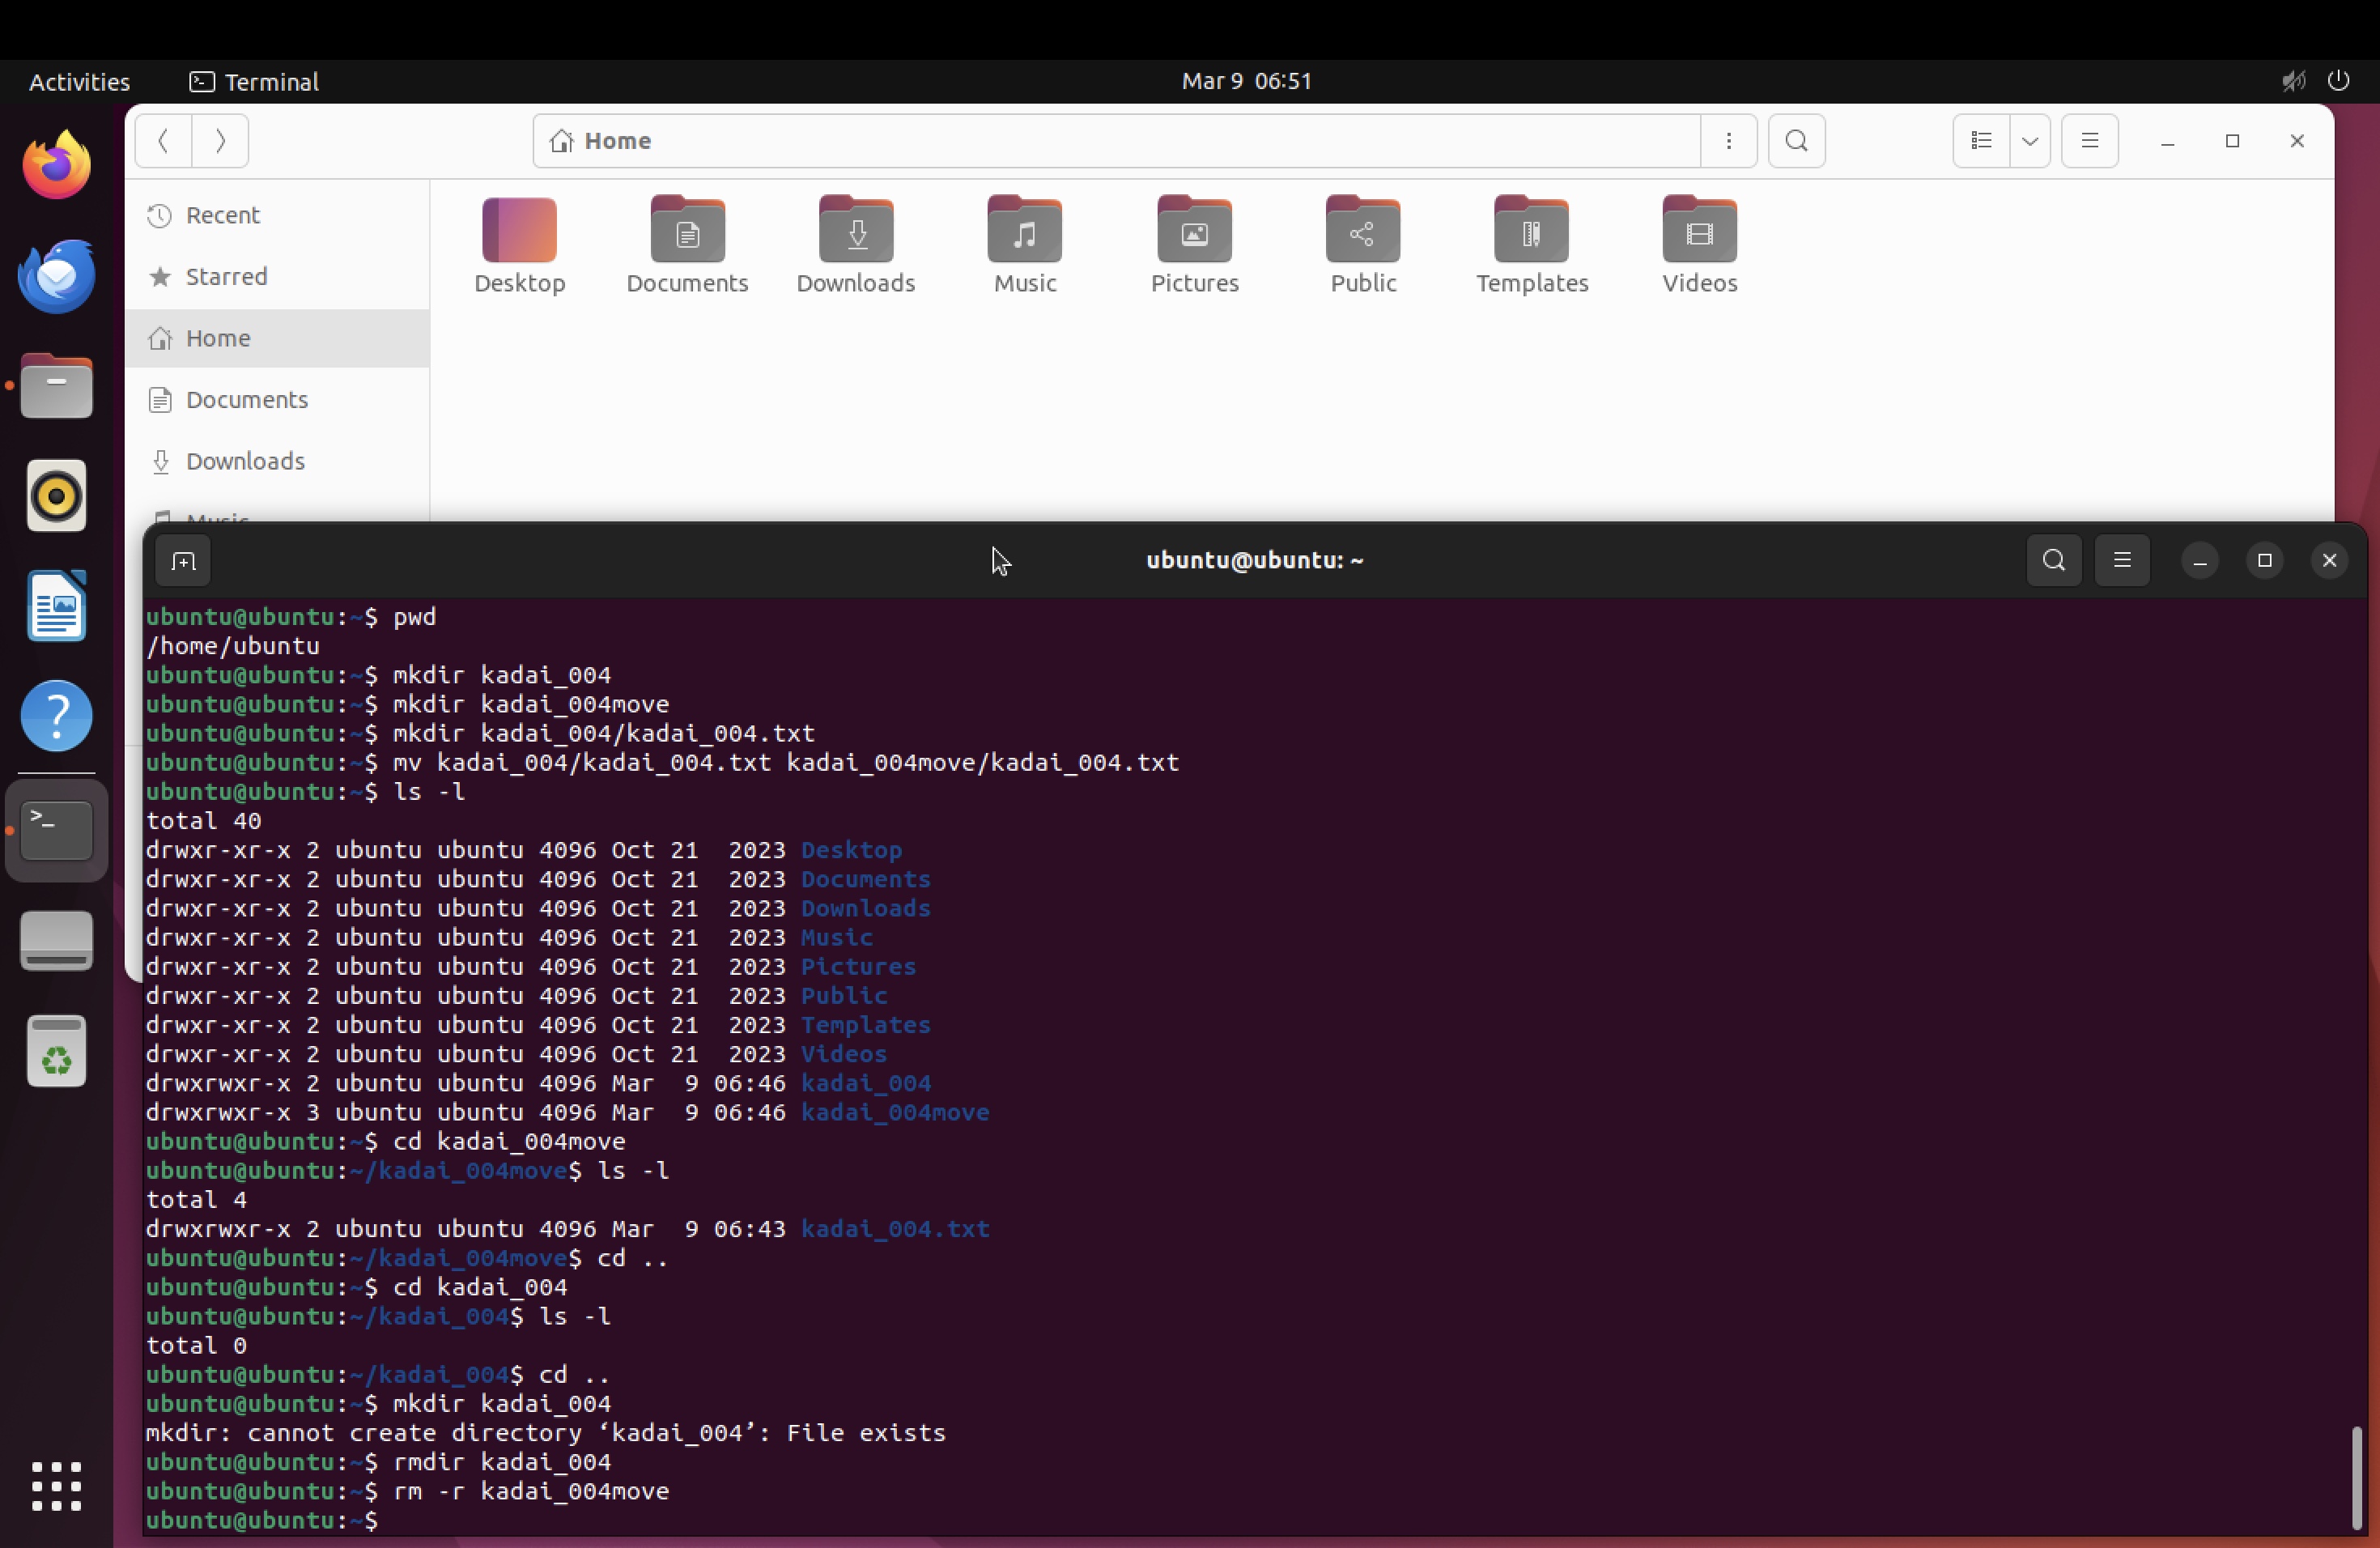 Activities
Terminal
Mar 9 06:51
Home
Recent
Starred
Home
Documents
Downloads
Music
Desktop
Documents
Downloads
Music
Pictures
Public
Templates
Videos
ubuntu@ubuntu: ~
ubuntu@ubuntu:~$ pwd
/home/ubuntu
ubuntu@ubuntu:~$ mkdir kadai_004
ubuntu@ubuntu:~$ mkdir kadai_004move
ubuntu@ubuntu:~$ mkdir kadai_004/kadai_004.txt
ubuntu@ubuntu:~$ mv kadai_004/kadai_004.txt kadai_004move/kadai_004.txt
ubuntu@ubuntu:~$ ls -l
total 40
drwxr-xr-x 2 ubuntu ubuntu 4096 Oct 21  2023 Desktop
drwxr-xr-x 2 ubuntu ubuntu 4096 Oct 21  2023 Documents
drwxr-xr-x 2 ubuntu ubuntu 4096 Oct 21  2023 Downloads
drwxr-xr-x 2 ubuntu ubuntu 4096 Oct 21  2023 Music
drwxr-xr-x 2 ubuntu ubuntu 4096 Oct 21  2023 Pictures
drwxr-xr-x 2 ubuntu ubuntu 4096 Oct 21  2023 Public
drwxr-xr-x 2 ubuntu ubuntu 4096 Oct 21  2023 Templates
drwxr-xr-x 2 ubuntu ubuntu 4096 Oct 21  2023 Videos
drwxrwxr-x 2 ubuntu ubuntu 4096 Mar  9 06:46 kadai_004
drwxrwxr-x 3 ubuntu ubuntu 4096 Mar  9 06:46 kadai_004move
ubuntu@ubuntu:~$ cd kadai_004move
ubuntu@ubuntu:~/kadai_004move$ ls -l
total 4
drwxrwxr-x 2 ubuntu ubuntu 4096 Mar  9 06:43 kadai_004.txt
ubuntu@ubuntu:~/kadai_004move$ cd ..
ubuntu@ubuntu:~$ cd kadai_004
ubuntu@ubuntu:~/kadai_004$ ls -l
total 0
ubuntu@ubuntu:~/kadai_004$ cd ..
ubuntu@ubuntu:~$ mkdir kadai_004
mkdir: cannot create directory ‘kadai_004’: File exists
ubuntu@ubuntu:~$ rmdir kadai_004
ubuntu@ubuntu:~$ rm -r kadai_004move
ubuntu@ubuntu:~$